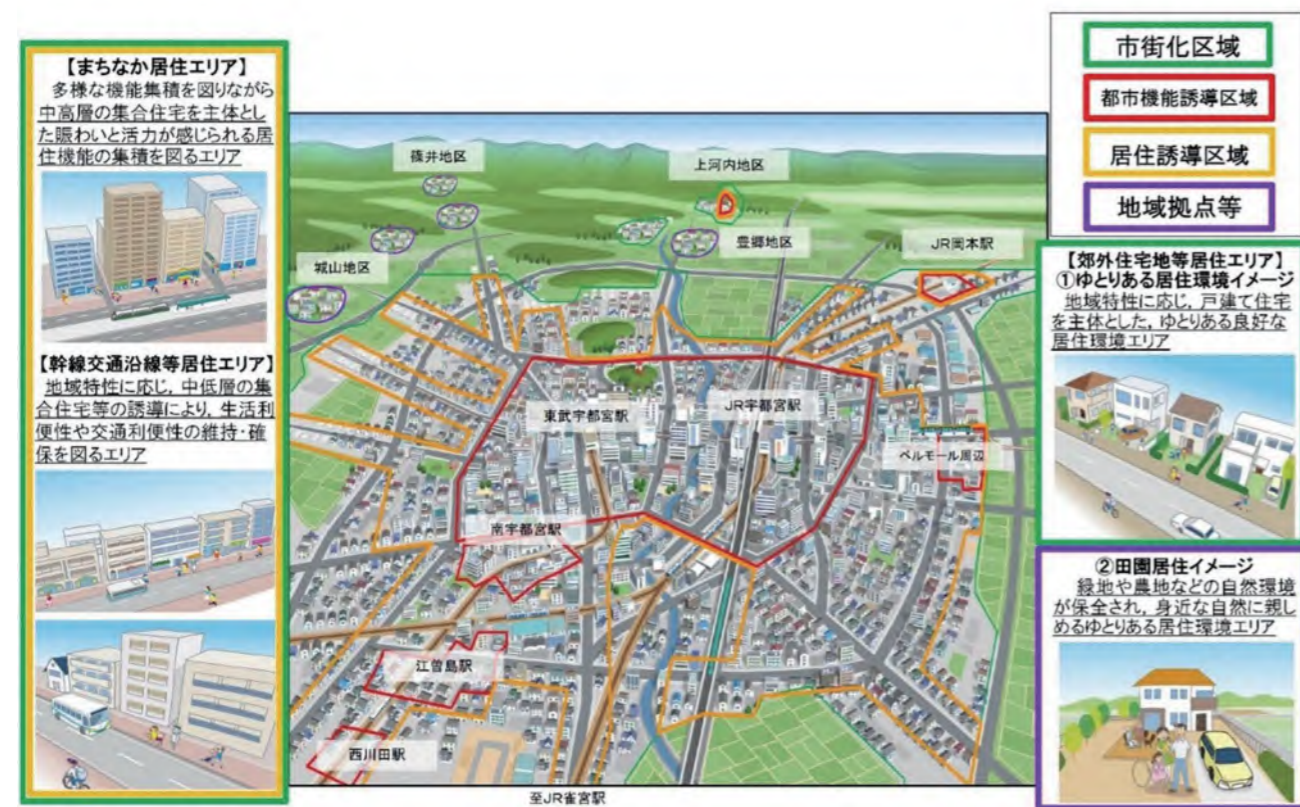 【まちなか居住エリア】
多様な機能集積を図りながら
中高層の集合住宅を主体とし
た賑わいと活力が感じられる居
住機能の集積を図るエリア
【幹線交通沿線等居住エリア】
地域特性に応じ，中低層の集
合住宅等の誘導により，生活利
便性や交通利便性の維持・確
保を図るエリア
篠井地区
上河内地区
城山地区
豊郷地区
JR岡本駅
東武宇都宮駅
JR宇都宮駅
ベルモール周辺
南宇都宮駅
江曽島駅
西川田駅
至JR雀宮駅
市街化区域
都市機能誘導区域
居住誘導区域
地域拠点等
【郊外住宅地等居住エリア】
①ゆとりある居住環境イメージ
地域特性に応じ，戸建て住宅
を主体とした，ゆとりある良好な
居住環境エリア
②田園居住イメージ
緑地や農地などの自然環境
が保全され，身近な自然に親し
めるゆとりある居住環境エリア